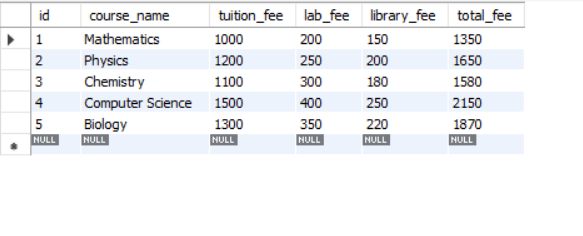 id course_name tuition_fee lab_fee library_fee total_fee
1 Mathematics 1000 200 150 1350
2 Physics 1200 250 200 1650
3 Chemistry 1100 300 180 1580
4 Computer Science 1500 400 250 2150
5 Biology 1300 350 220 1870
NULL NULL NULL NULL NULL NULL